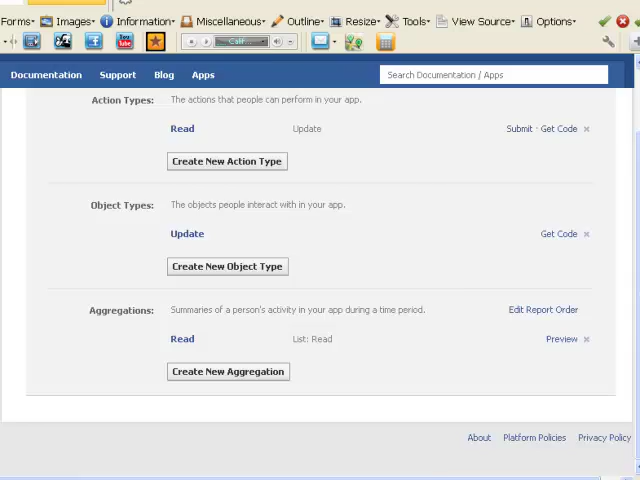 Forms▾ Images▾ Information▾ Miscellaneous▾ Outline▾ Resize▾ Tools▾ View Source▾ Options▾
You Tube Calif
Documentation Support Blog Apps Search Documentation / Apps
Action Types: The actions that people can perform in your app.
Read Update Submit · Get Code ×
Create New Action Type
Object Types: The objects people interact with in your app.
Update Get Code ×
Create New Object Type
Aggregations: Summaries of a person's activity in your app during a time period. Edit Report Order
Read List: Read Preview ×
Create New Aggregation
About Platform Policies Privacy Policy